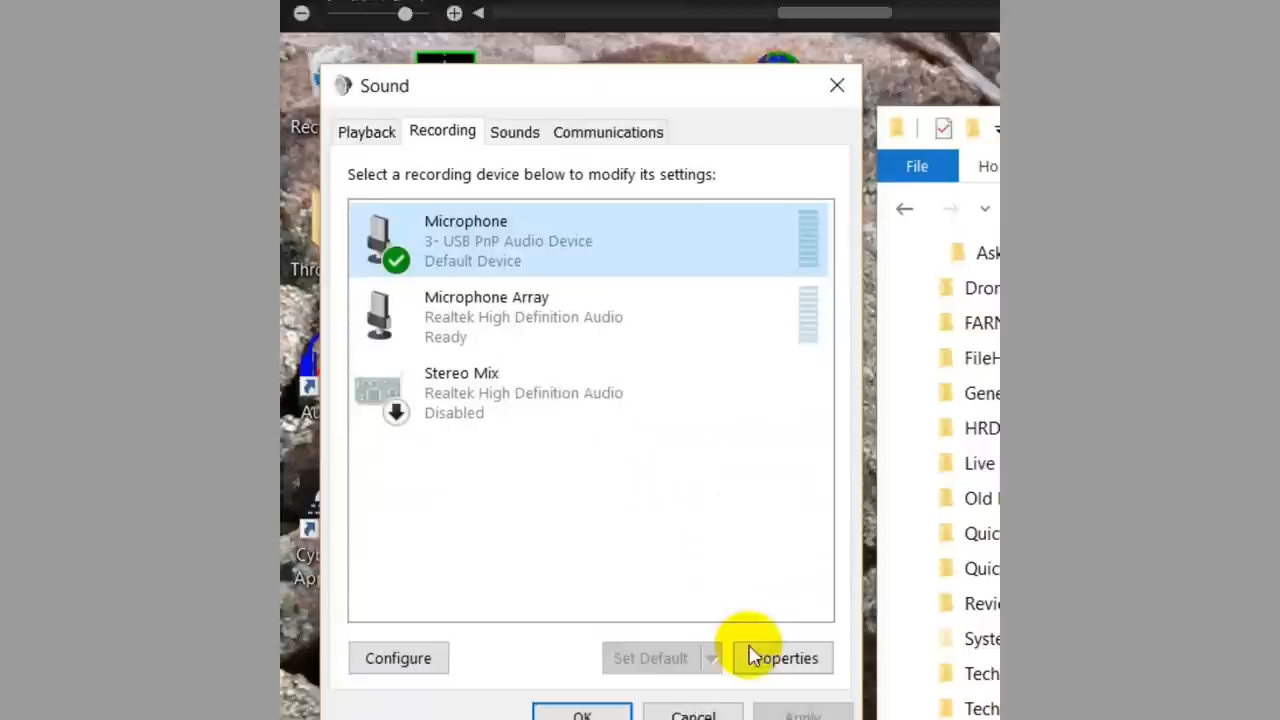 Sound
Playback
Recording
Sounds
Communications
Select a recording device below to modify its settings:
Microphone
3- USB PnP Audio Device
Default Device
Microphone Array
Realtek High Definition Audio
Ready
Stereo Mix
Realtek High Definition Audio
Disabled
Configure
Set Default
Properties
OK
Cancel
Apply
Rec
Thro
Au
Cy
Ap
File
Ho
Ask
Dron
FARM
FileH
Gene
HRD
Live
Old
Quic
Quic
Revi
Syste
Tech
Tech